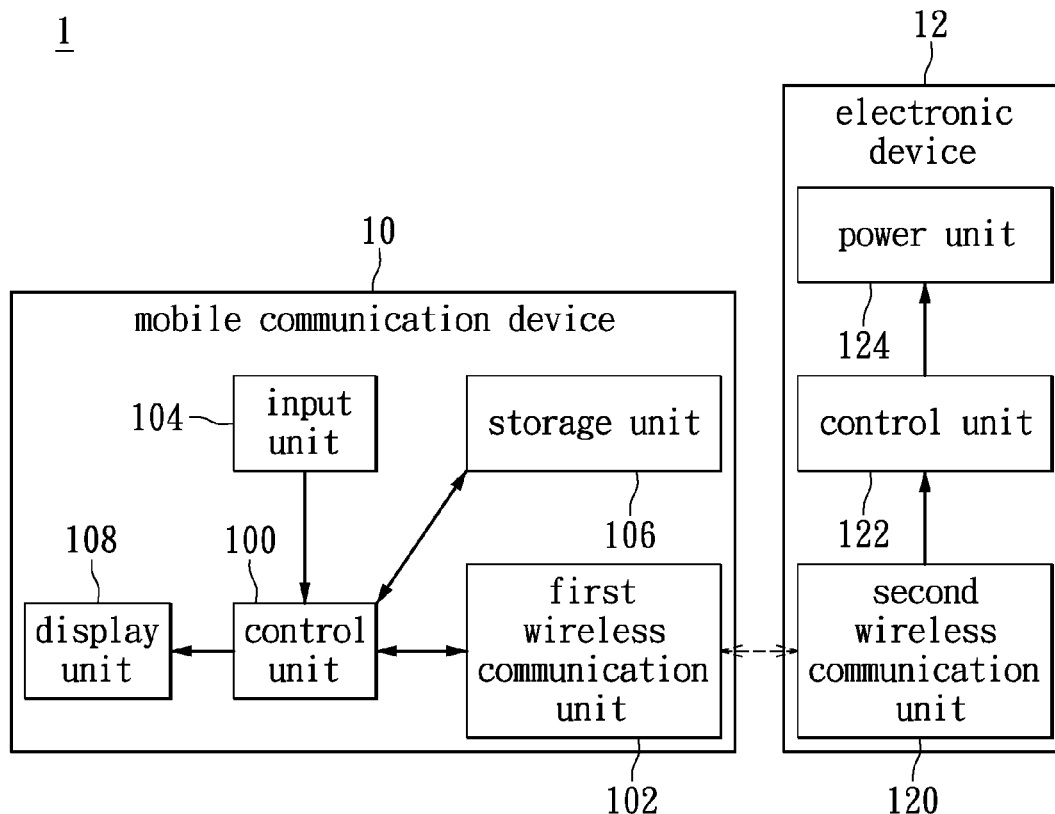 1
12
electronic
device
power unit
124
control unit
122
second
wireless
communication
unit
120
10
mobile communication device
104
input
unit
storage unit
106
108
100
display
unit
control
unit
first
wireless
communication
unit
102